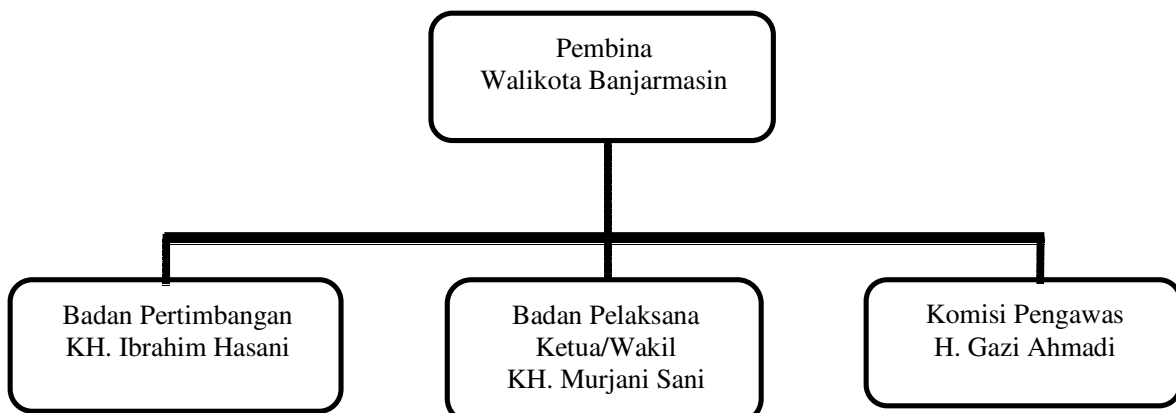 Pembina
Walikota Banjarmasin
Badan Pertimbangan
KH. Ibrahim Hasani
Badan Pelaksana
Ketua/Wakil
KH. Murjani Sani
Komisi Pengawas
H. Gazi Ahmadi